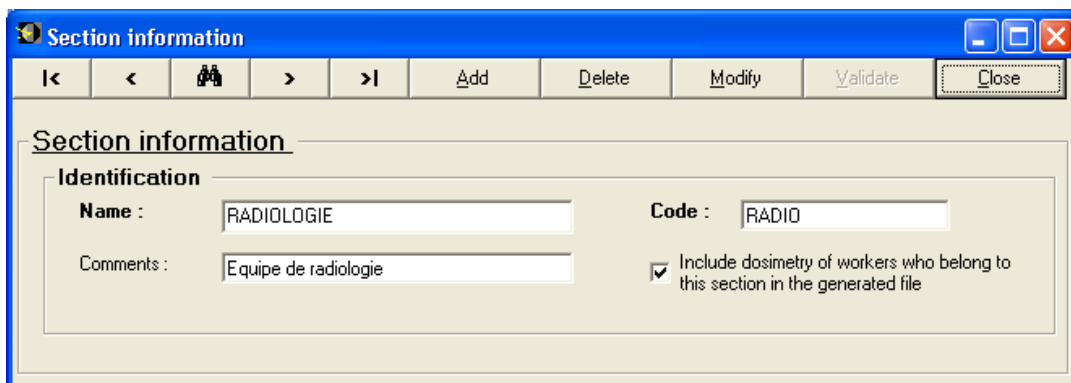 Section information
|< < > >| Add Delete Modify Validate Close
Section information
Identification
Name : RADIOLOGIE Code : RADIO
Comments : Equipe de radiologie Include dosimetry of workers who belong to
this section in the generated file